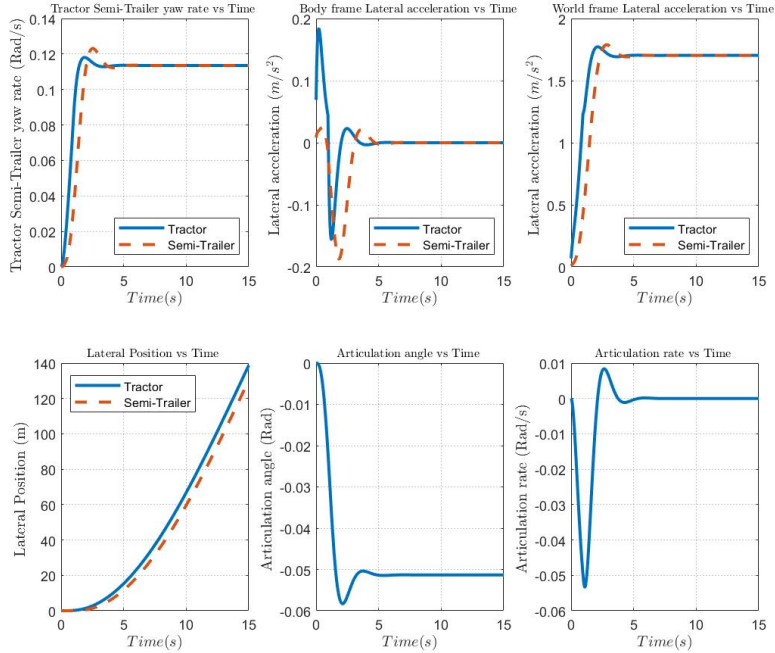 Tractor Semi-Trailer yaw rate vs Time
0.14
0.12
0.1
0.08
0.06
0.04
0.02
0
Tractor Semi-Trailer yaw rate (Rad/s)
Tractor
Semi-Trailer
0 5 10 15
Time(s)
Body frame Lateral acceleration vs Time
0.2
0.1
0
-0.1
-0.2
Lateral acceleration (m/s²)
Tractor
Semi-Trailer
0 5 10 15
Time(s)
World frame Lateral acceleration vs Time
2
1.5
1
0.5
0
Lateral acceleration (m/s²)
Tractor
Semi-Trailer
0 5 10 15
Time(s)
Lateral Position vs Time
140
120
100
80
60
40
20
0
Lateral Position (m)
Tractor
Semi-Trailer
0 5 10 15
Time(s)
Articulation angle vs Time
0
-0.01
-0.02
-0.03
-0.04
-0.05
-0.06
Articulation angle (Rad)
0 5 10 15
Time(s)
Articulation rate vs Time
0.01
0
-0.01
-0.02
-0.03
-0.04
-0.05
-0.06
Articulation rate (Rad/s)
0 5 10 15
Time(s)